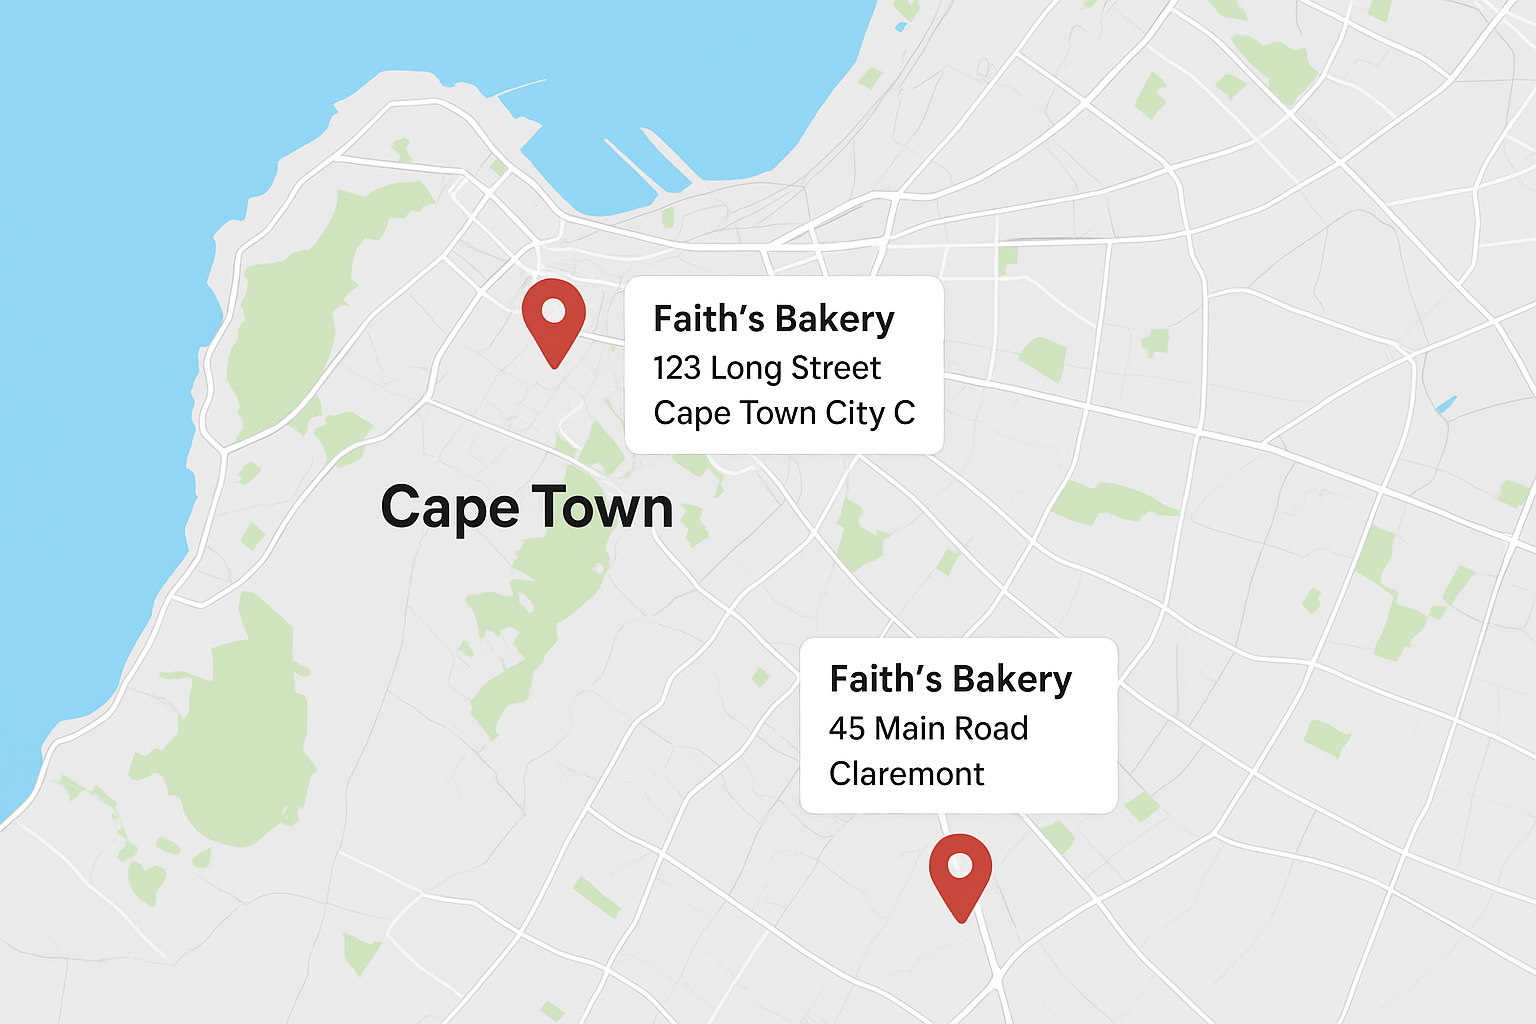 Faith’s Bakery
123 Long Street
Cape Town City C
Cape Town
Faith’s Bakery
45 Main Road
Claremont